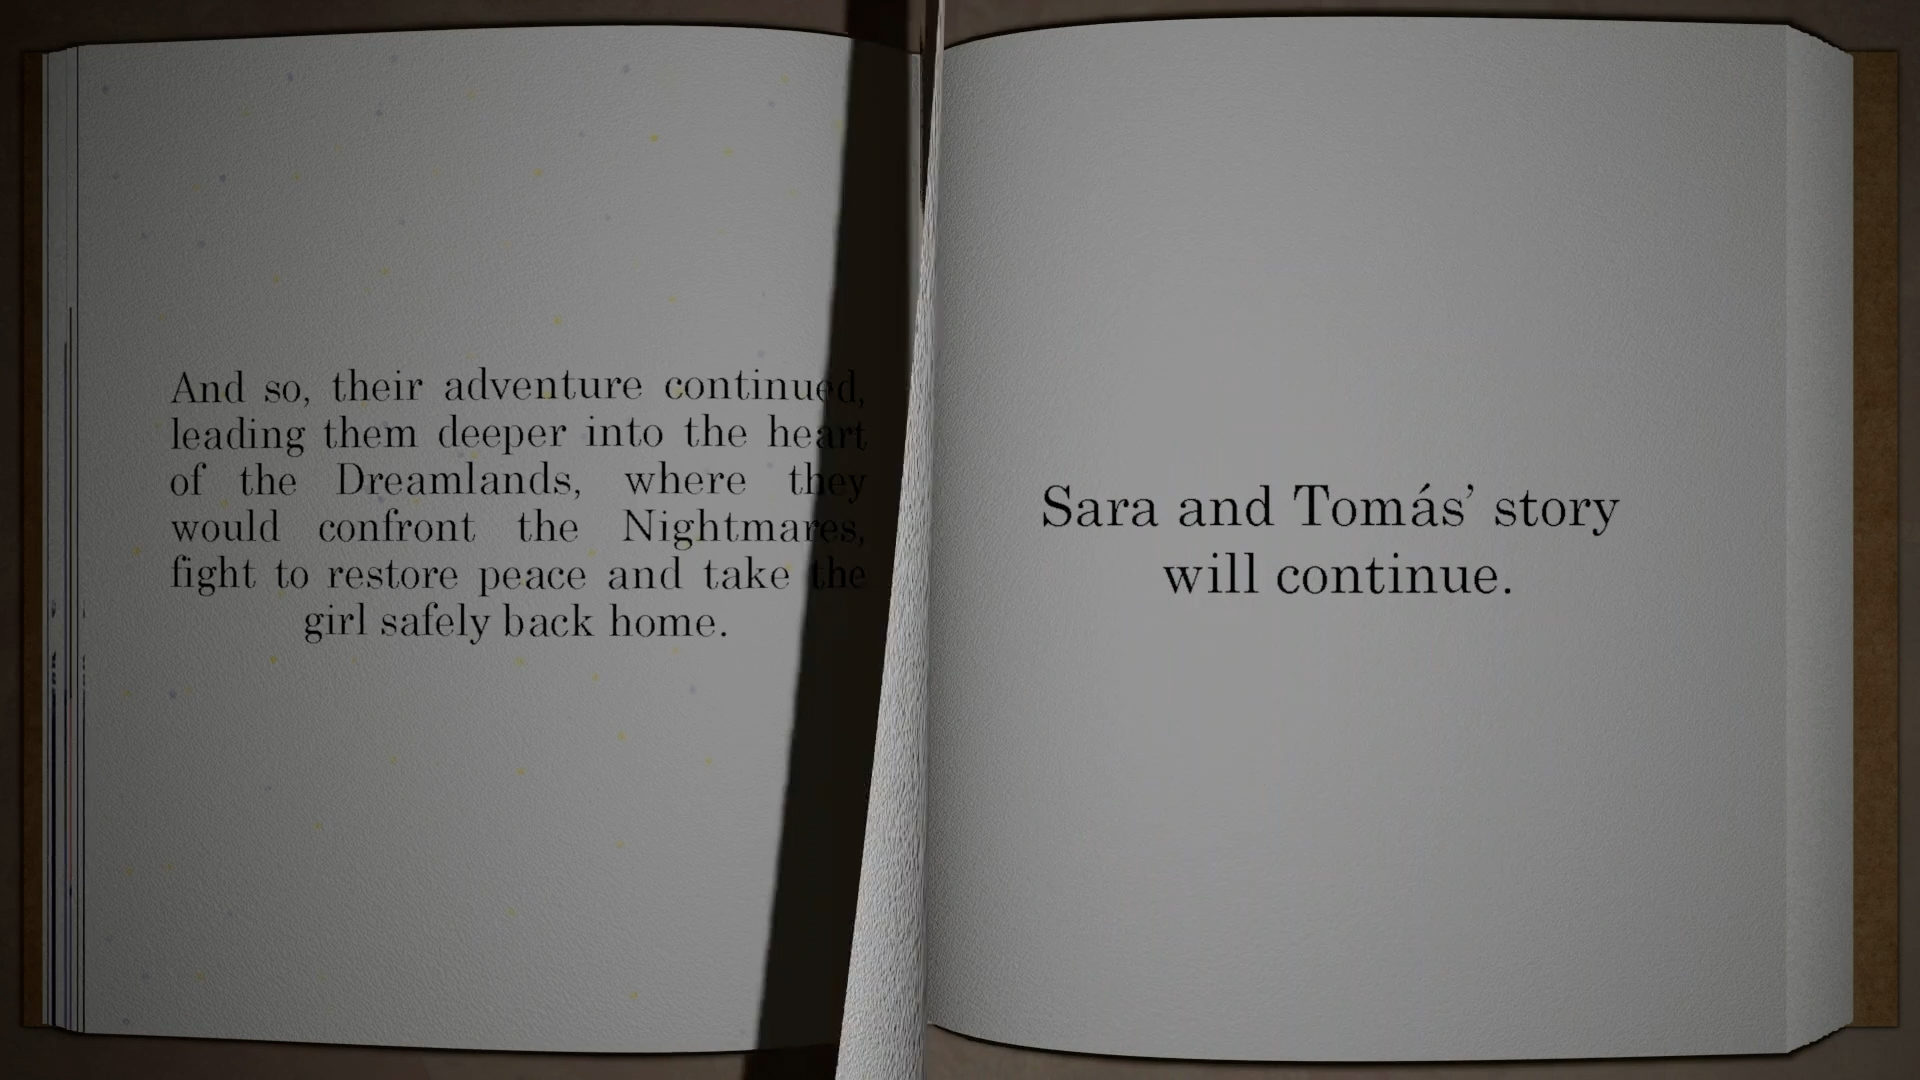 And so, their adventure continued,
leading them deeper into the heart
of the Dreamlands, where they
would confront the Nightmares,
fight to restore peace and take the
girl safely back home.
Sara and Tomás’ story
will continue.